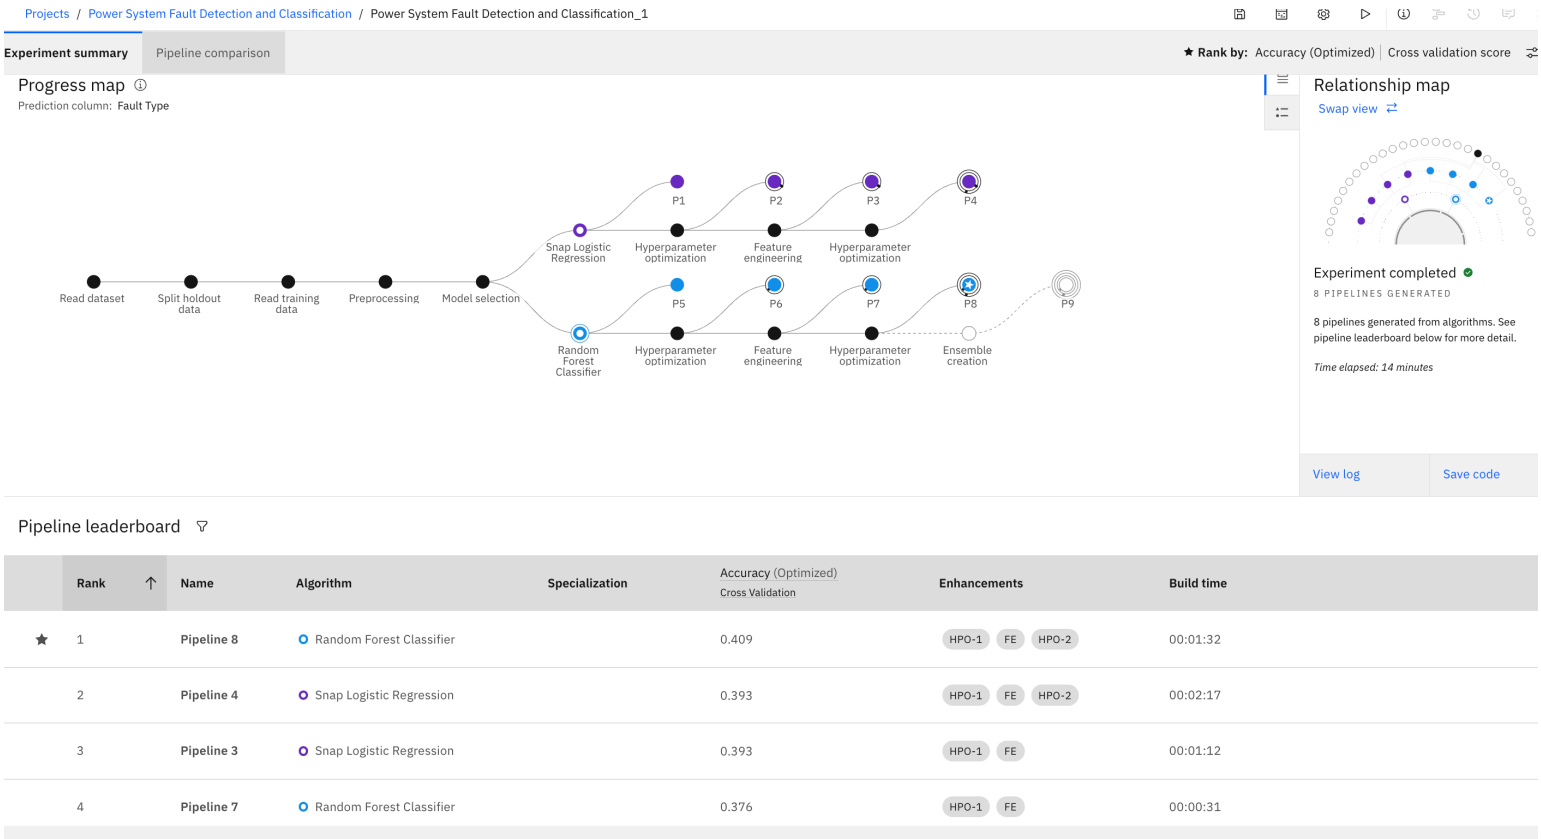 Projects / Power System Fault Detection and Classification / Power System Fault Detection and Classification_1
Experiment summary
Pipeline comparison
Rank by: Accuracy (Optimized) | Cross validation score
Progress map
Prediction column: Fault Type
P1
P2
P3
P4
Snap Logistic
Regression
Hyperparameter
optimization
Feature
engineering
Hyperparameter
optimization
Read dataset
Split holdout
data
Read training
data
Preprocessing
Model selection
P5
P6
P7
P8
P9
Random
Forest
Classifier
Hyperparameter
optimization
Feature
engineering
Hyperparameter
optimization
Ensemble
creation
Relationship map
Swap view
Experiment completed
8 PIPELINES GENERATED
8 pipelines generated from algorithms. See
pipeline leaderboard below for more detail.
Time elapsed: 14 minutes
View log
Save code
Pipeline leaderboard
Rank Name Algorithm Specialization Accuracy (Optimized) Enhancements Build time
Cross Validation
1 Pipeline 8 Random Forest Classifier 0.409 HPO-1 FE HPO-2 00:01:32
2 Pipeline 4 Snap Logistic Regression 0.393 HPO-1 FE HPO-2 00:02:17
3 Pipeline 3 Snap Logistic Regression 0.393 HPO-1 FE 00:01:12
4 Pipeline 7 Random Forest Classifier 0.376 HPO-1 FE 00:00:31